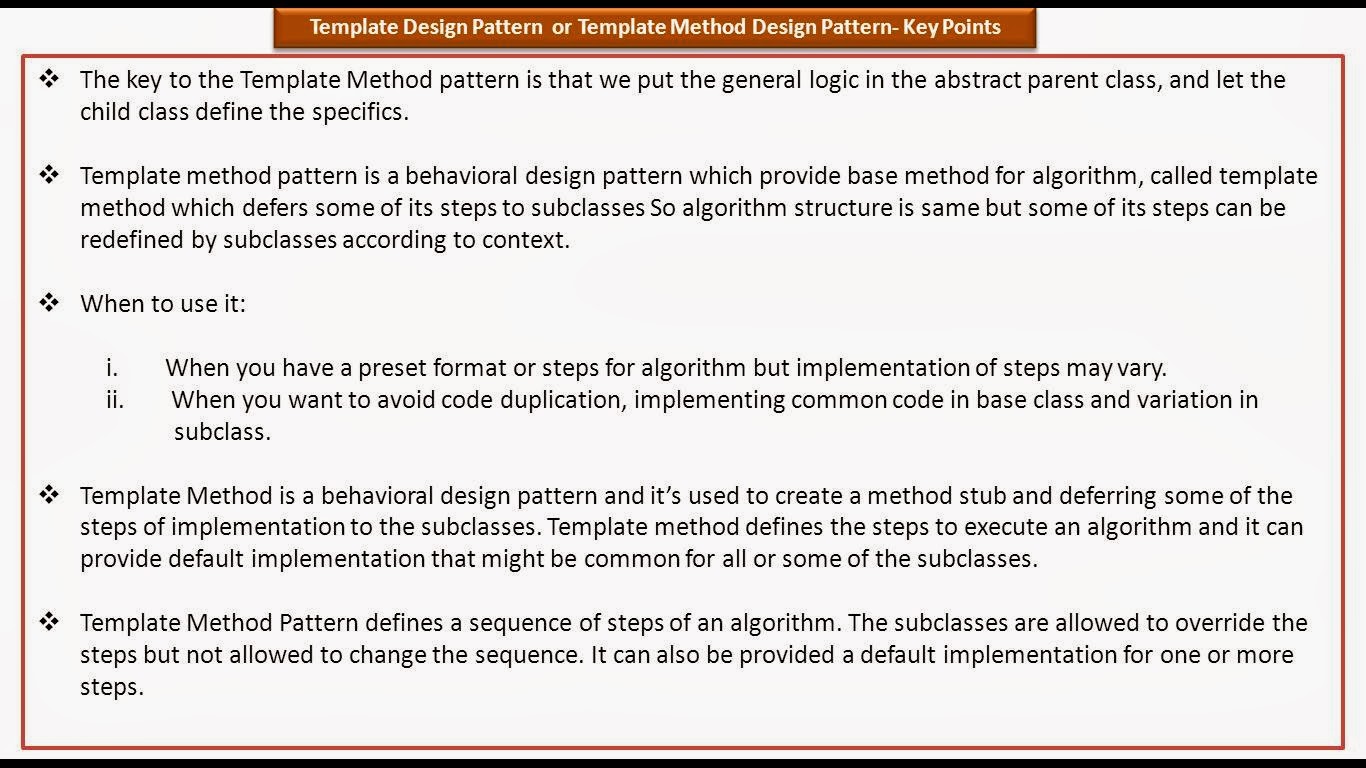 Template Design Pattern or Template Method Design Pattern- Key Points
❖ The key to the Template Method pattern is that we put the general logic in the abstract parent class, and let the
child class define the specifics.
❖ Template method pattern is a behavioral design pattern which provide base method for algorithm, called template
method which defers some of its steps to subclasses So algorithm structure is same but some of its steps can be
redefined by subclasses according to context.
❖ When to use it:
i. When you have a preset format or steps for algorithm but implementation of steps may vary.
ii. When you want to avoid code duplication, implementing common code in base class and variation in
subclass.
❖ Template Method is a behavioral design pattern and it’s used to create a method stub and deferring some of the
steps of implementation to the subclasses. Template method defines the steps to execute an algorithm and it can
provide default implementation that might be common for all or some of the subclasses.
❖ Template Method Pattern defines a sequence of steps of an algorithm. The subclasses are allowed to override the
steps but not allowed to change the sequence. It can also be provided a default implementation for one or more
steps.